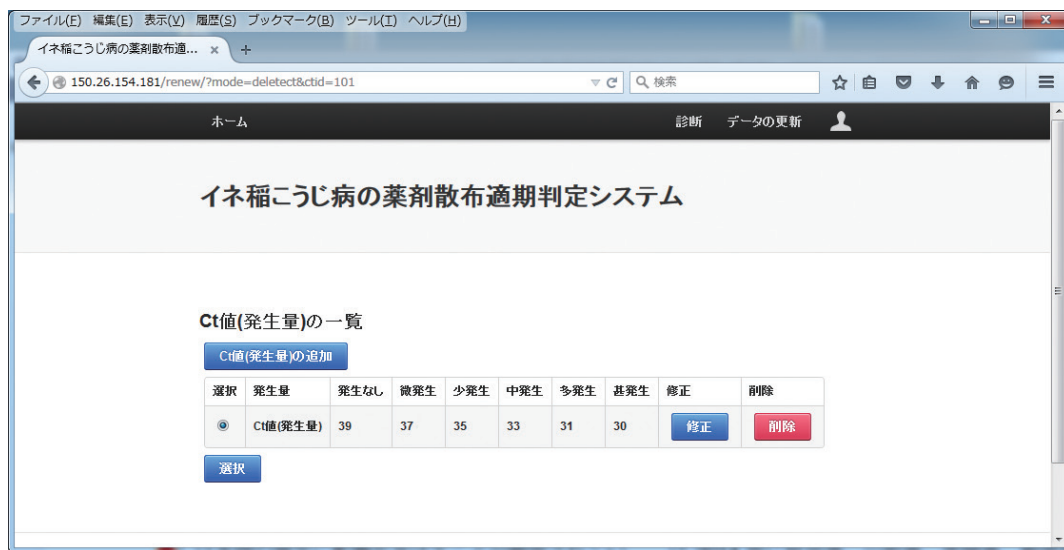 ファイル(F) 編集(E) 表示(V) 履歴(S) ブックマーク(B) ツール(T) ヘルプ(H)
イネ稲こうじ病の薬剤散布適... × +
150.26.154.181/renew/?mode=deletect&ctid=101 検索
ホーム 診断 データの更新
イネ稲こうじ病の薬剤散布適期判定システム
Ct値(発生量)の一覧
Ct値(発生量)の追加
選択 発生量 発生なし 微発生 少発生 中発生 多発生 甚発生 修正 削除
Ct値(発生量) 39 37 35 33 31 30 修正 削除
選択